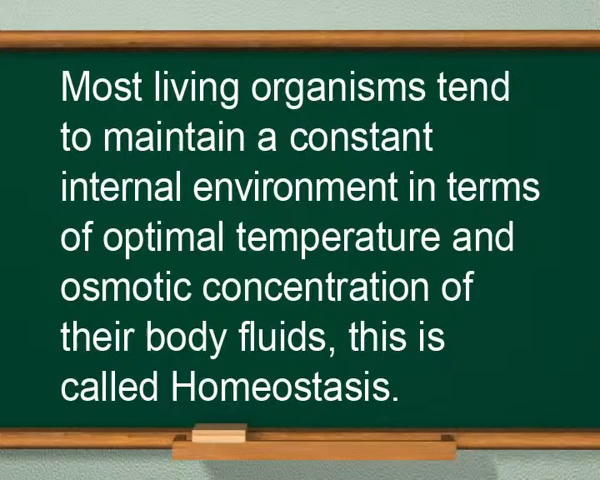 Most living organisms tend
to maintain a constant
internal environment in terms
of optimal temperature and
osmotic concentration of
their body fluids, this is
called Homeostasis.